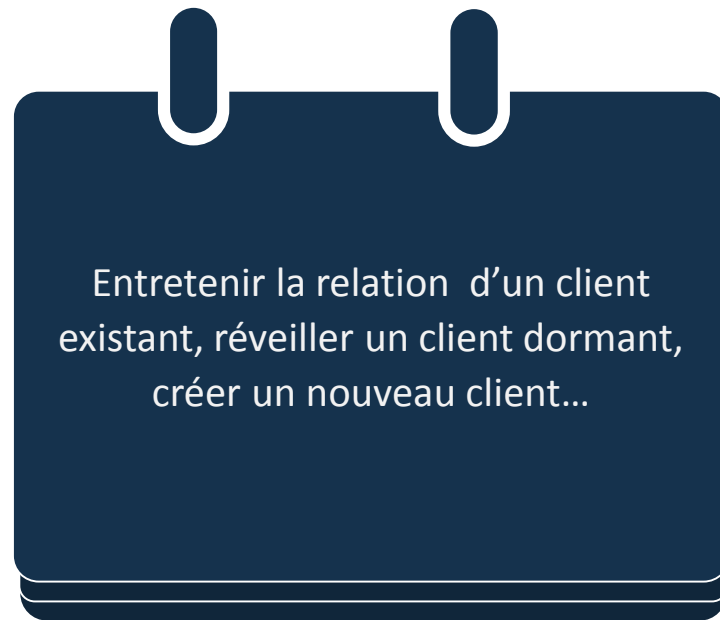 Entretenir la relation  d’un client
existant, réveiller un client dormant,
créer un nouveau client…